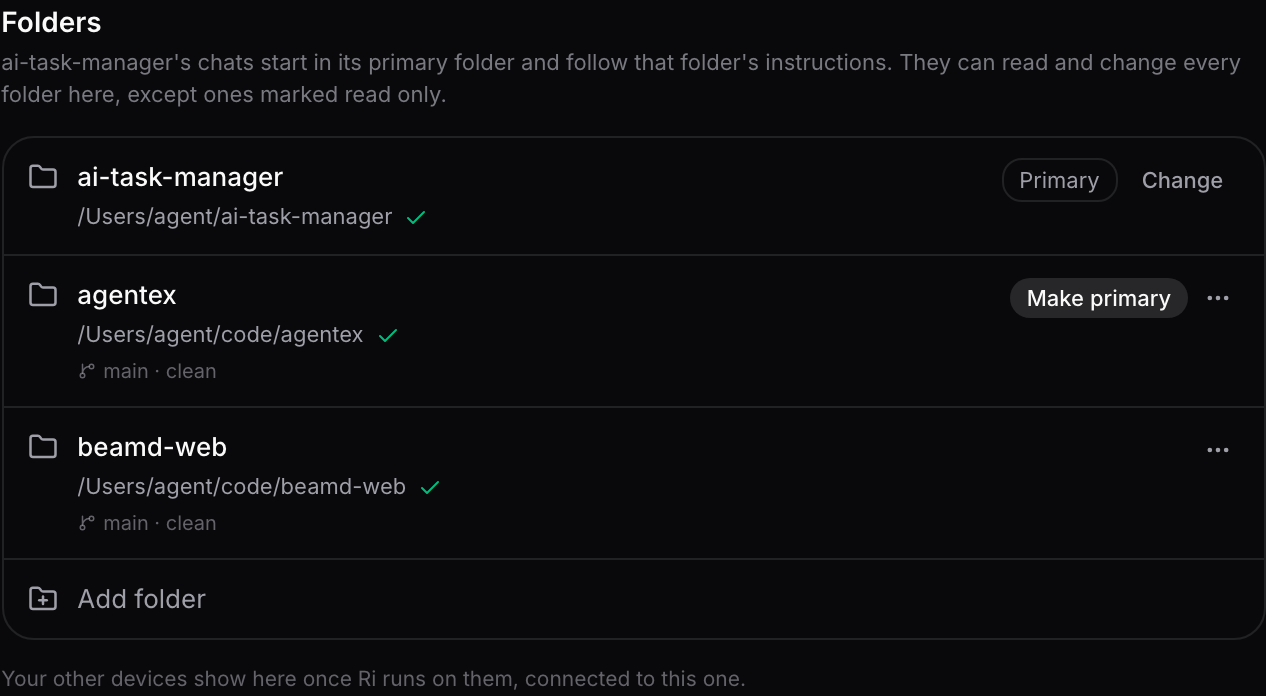 Folders
ai-task-manager's chats start in its primary folder and follow that folder's instructions. They can read and change every
folder here, except ones marked read only.
ai-task-manager
Primary
Change
/Users/agent/ai-task-manager
agentex
Make primary
/Users/agent/code/agentex
main · clean
beamd-web
/Users/agent/code/beamd-web
main · clean
Add folder
Your other devices show here once Ri runs on them, connected to this one.